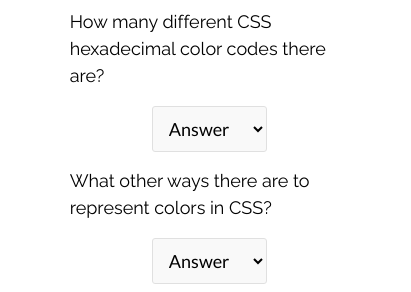 How many different CSS
hexadecimal color codes there
are?
Answer
What other ways there are to
represent colors in CSS?
Answer